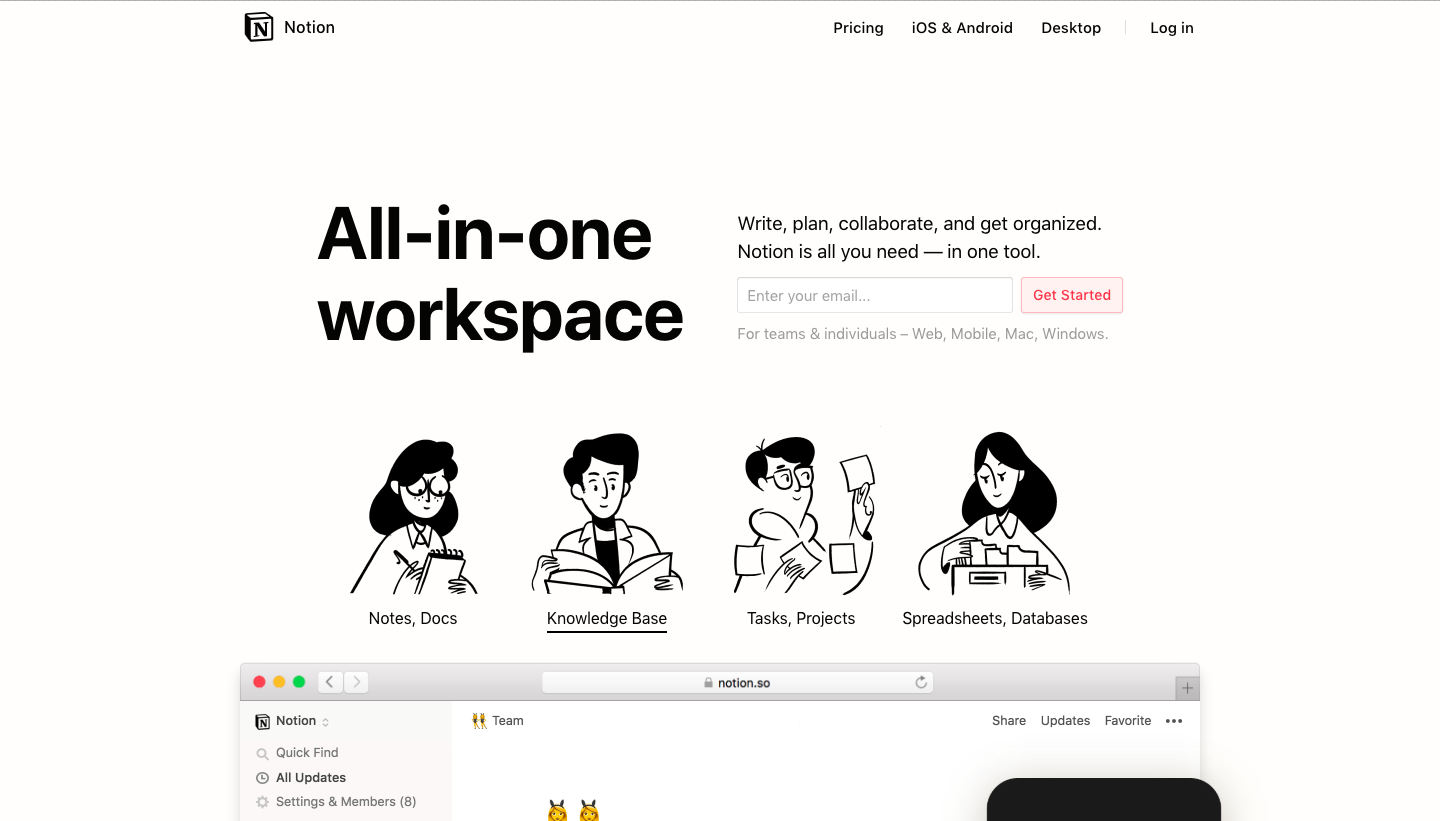 Notion
Pricing
iOS & Android
Desktop
Log in
All-in-one
workspace
Write, plan, collaborate, and get organized.
Notion is all you need — in one tool.
Enter your email...
Get Started
For teams & individuals – Web, Mobile, Mac, Windows.
Notes, Docs
Knowledge Base
Tasks, Projects
Spreadsheets, Databases
notion.so
Notion
Team
Share
Updates
Favorite
Quick Find
All Updates
Settings & Members (8)